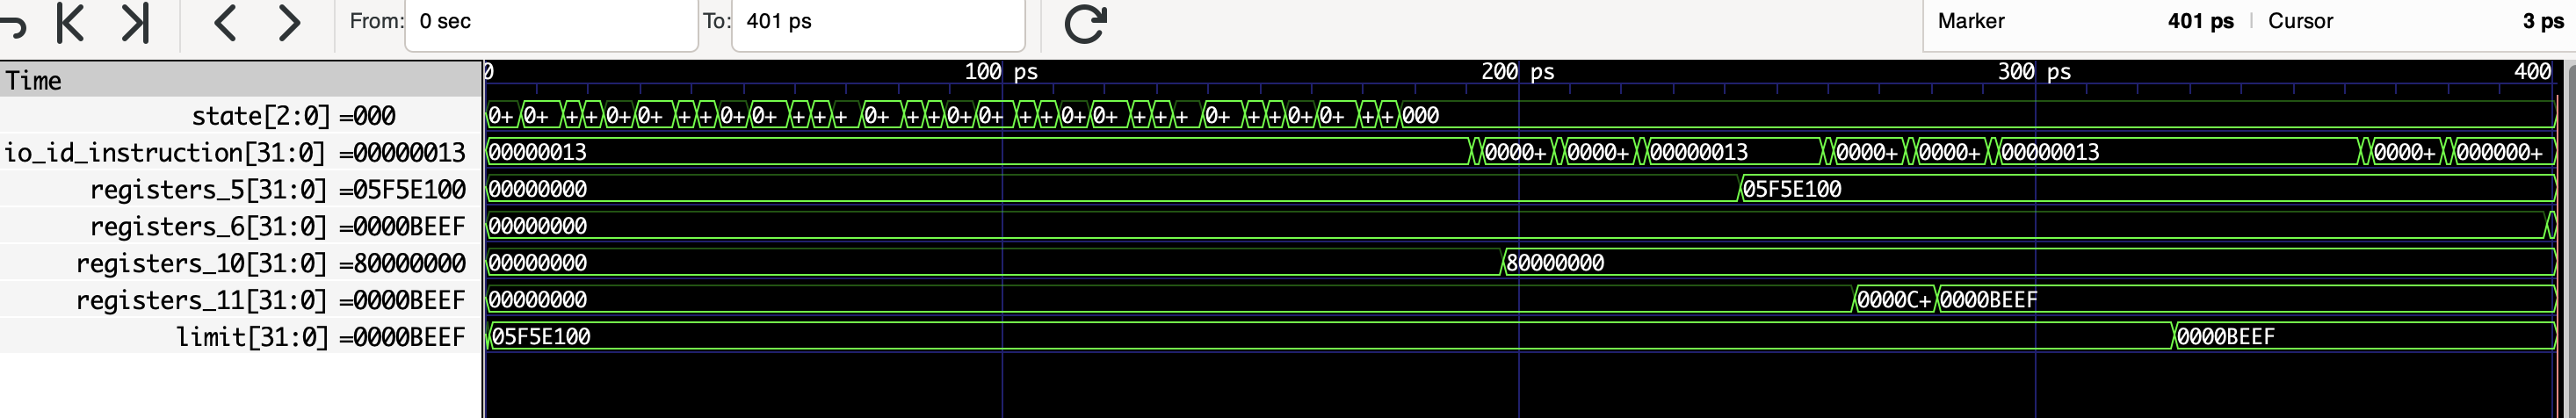 From: 0 sec To: 401 ps Marker 401 ps | Cursor 3 ps
Time 0 100 ps 200 ps 300 ps 400
state[2:0] =000 0+ 0+ + + 0+ 0+ + + 0+ 0+ + + + 0+ + + 0+ 0+ + + 0+ 0+ + + + 0+ + + 0+ 0+ + + 000
io_id_instruction[31:0] =00000013 00000013 0000+ 0000+ 00000013 0000+ 0000+ 00000013 0000+ 000000+
registers_5[31:0] =05F5E100 00000000 05F5E100
registers_6[31:0] =0000BEEF 00000000
registers_10[31:0] =80000000 00000000 80000000
registers_11[31:0] =0000BEEF 00000000 0000C+ 0000BEEF
limit[31:0] =0000BEEF 05F5E100 0000BEEF